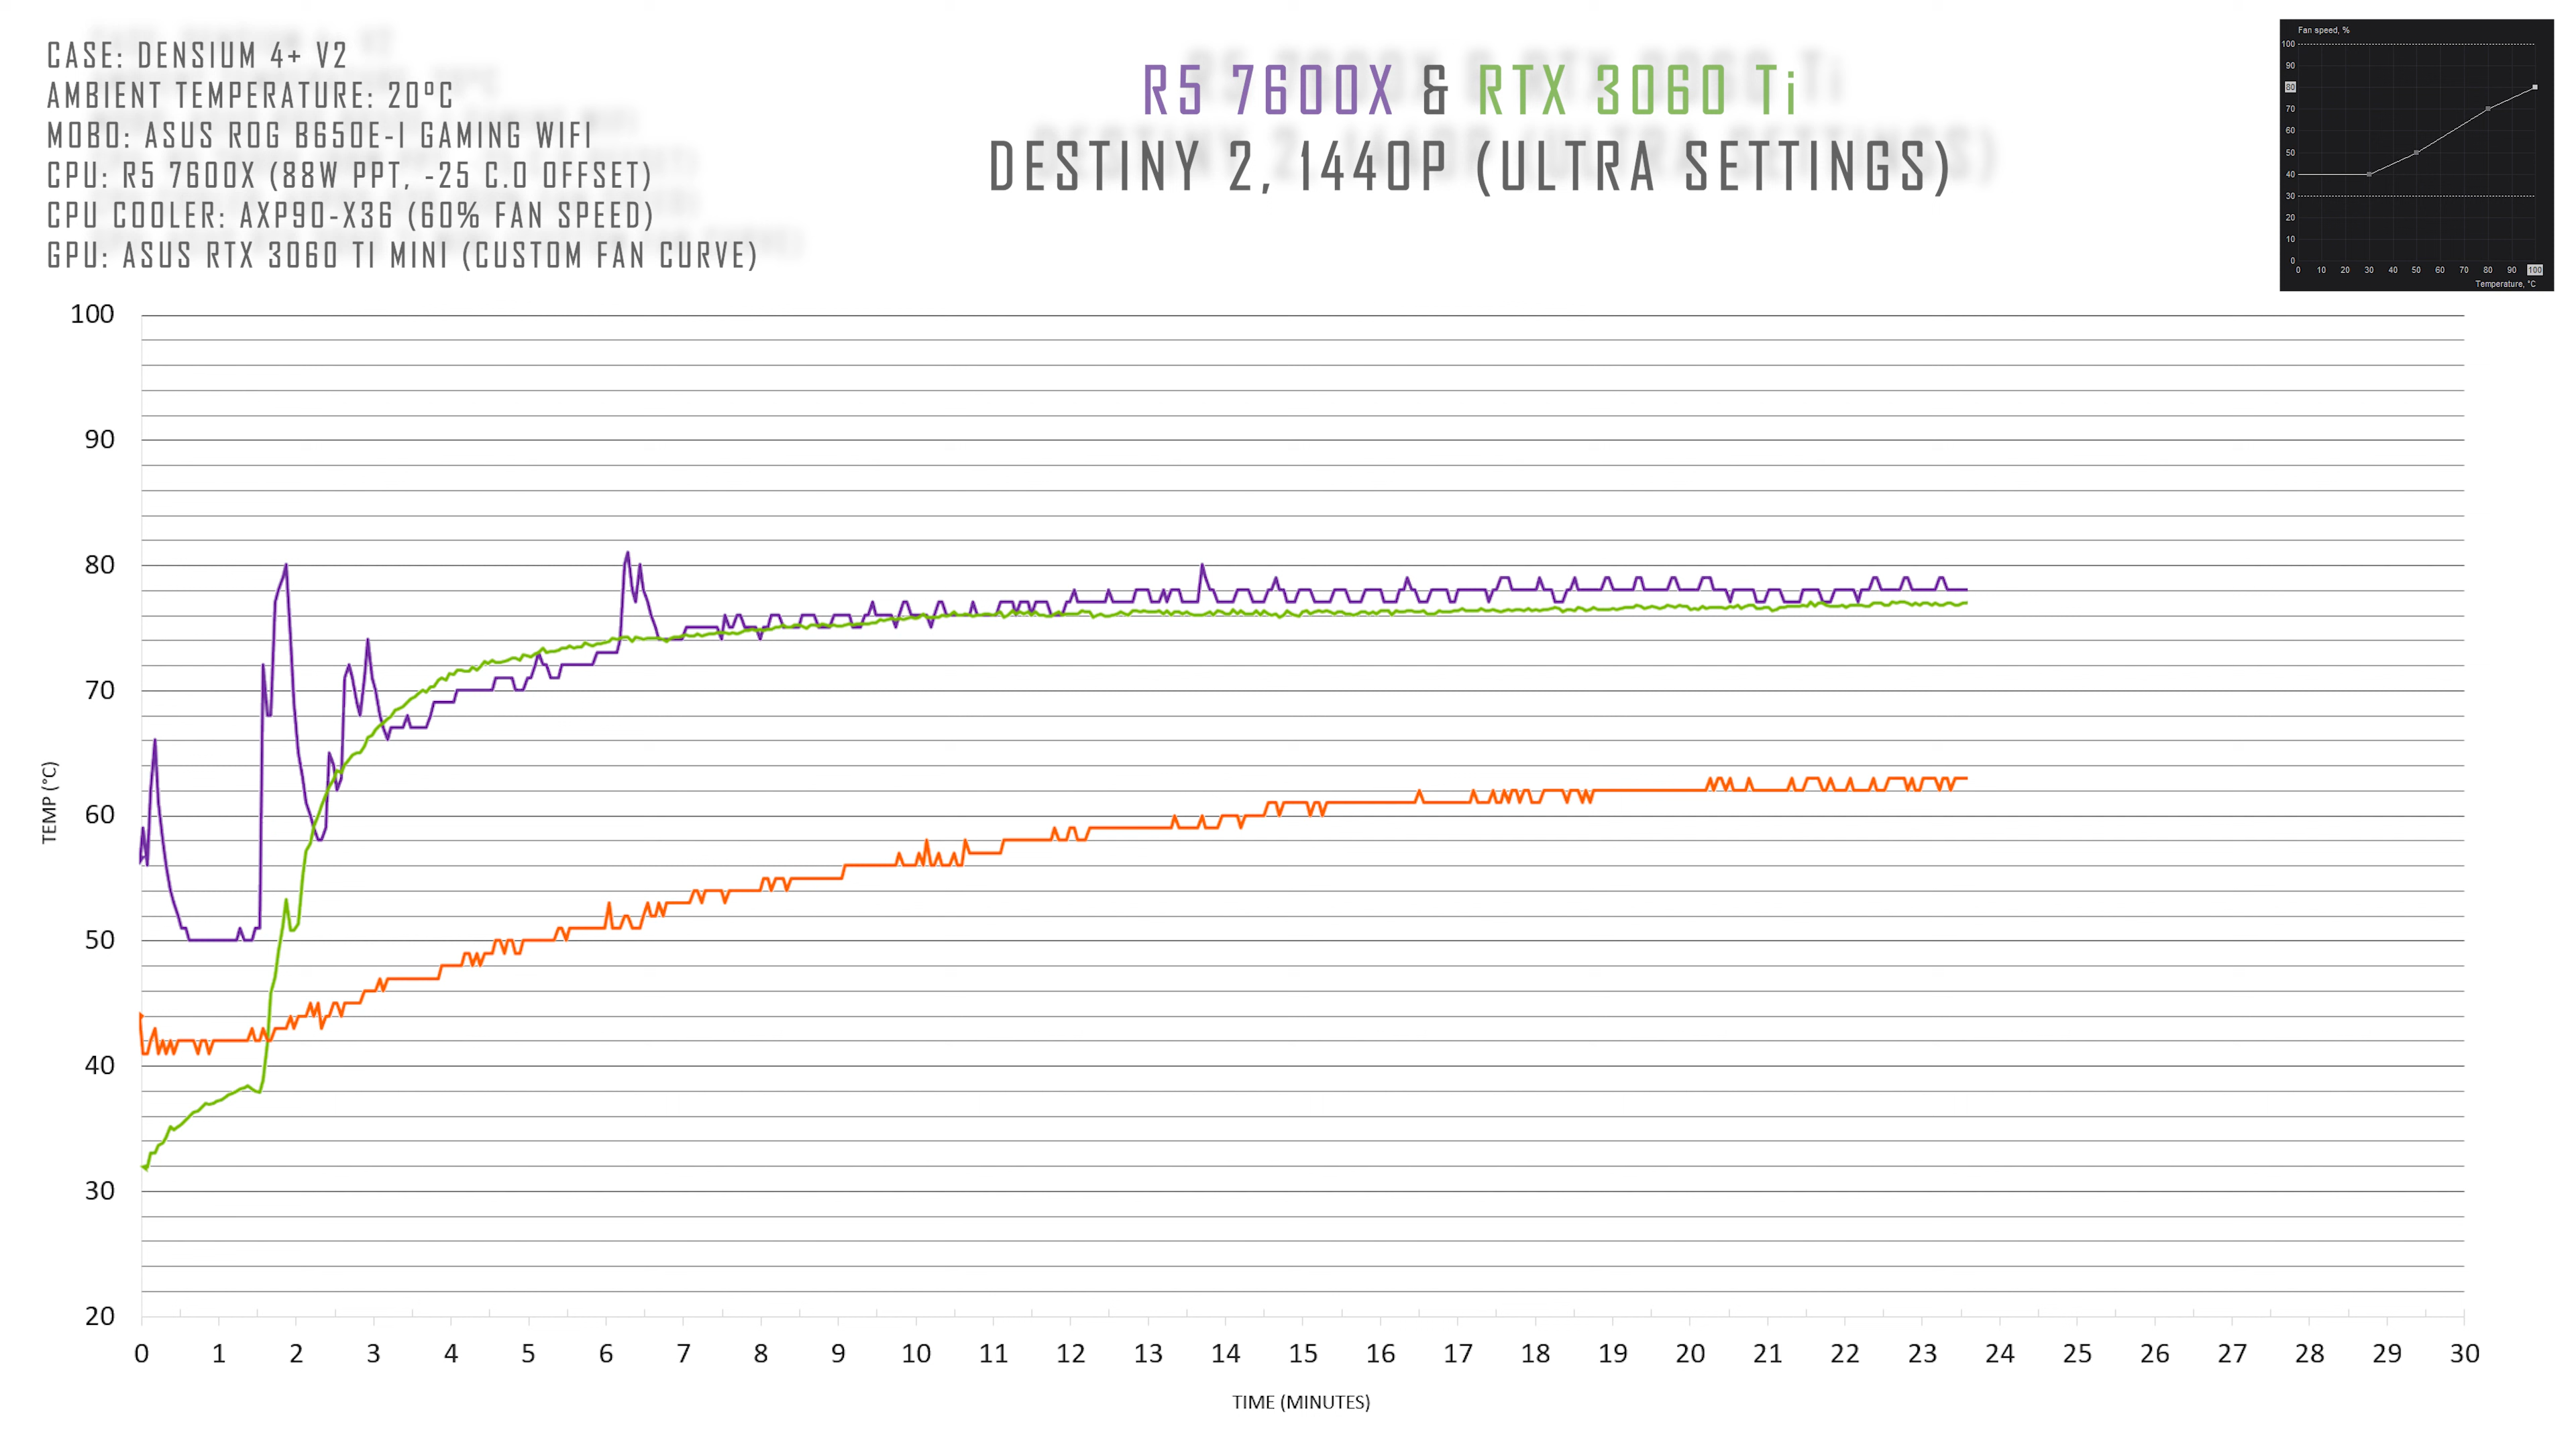 CASE: DENSIUM 4+ V2
AMBIENT TEMPERATURE: 20ºC
MOBO: ASUS ROG B650E-I GAMING WIFI
CPU: R5 7600X (88W PPT, -25 C.O OFFSET)
CPU COOLER: AXP90-X36 (60% FAN SPEED)
GPU: ASUS RTX 3060 TI MINI (CUSTOM FAN CURVE)
R5 7600X & RTX 3060 Ti
DESTINY 2, 1440P (ULTRA SETTINGS)
Fan speed, %
100
90
80
70
60
50
40
30
20
10
0
0 10 20 30 40 50 60 70 80 90 100
Temperature, °C
100
90
80
70
60
50
40
30
20
TEMP (°C)
0 1 2 3 4 5 6 7 8 9 10 11 12 13 14 15 16 17 18 19 20 21 22 23 24 25 26 27 28 29 30
TIME (MINUTES)